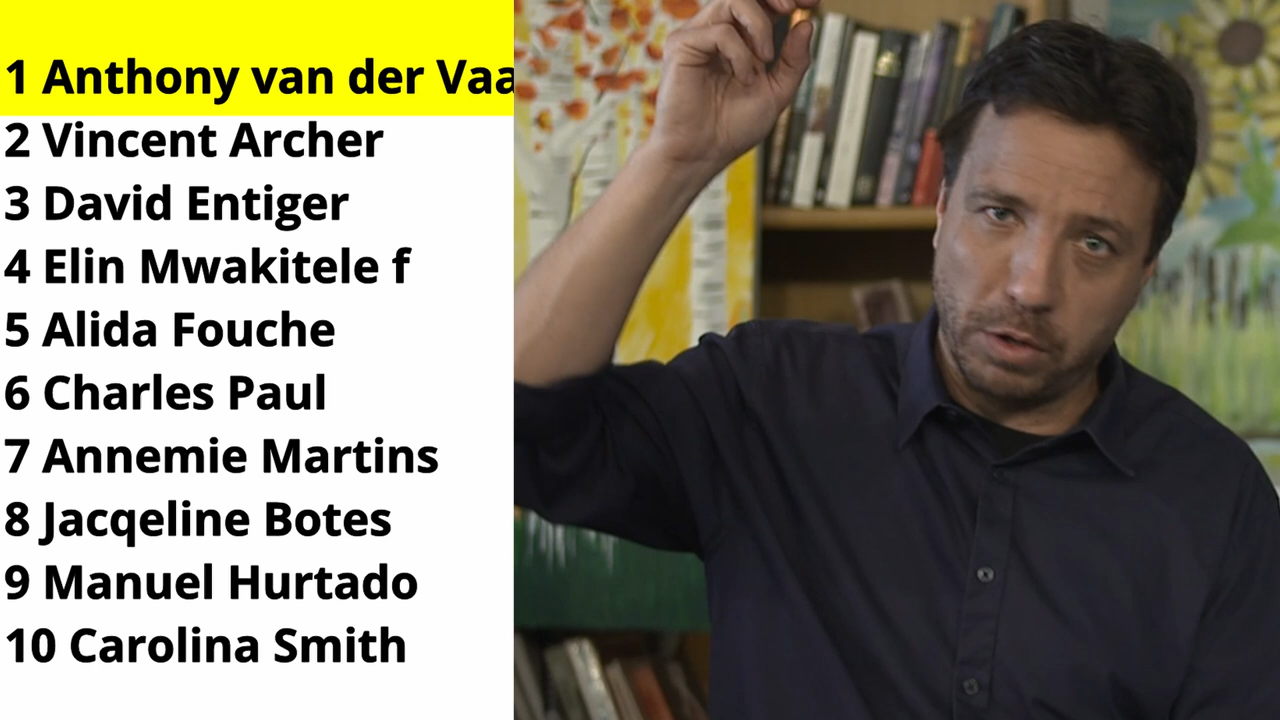 1 Anthony van der Vaa
2 Vincent Archer
3 David Entiger
4 Elin Mwakitele f
5 Alida Fouche
6 Charles Paul
7 Annemie Martins
8 Jacqeline Botes
9 Manuel Hurtado
10 Carolina Smith